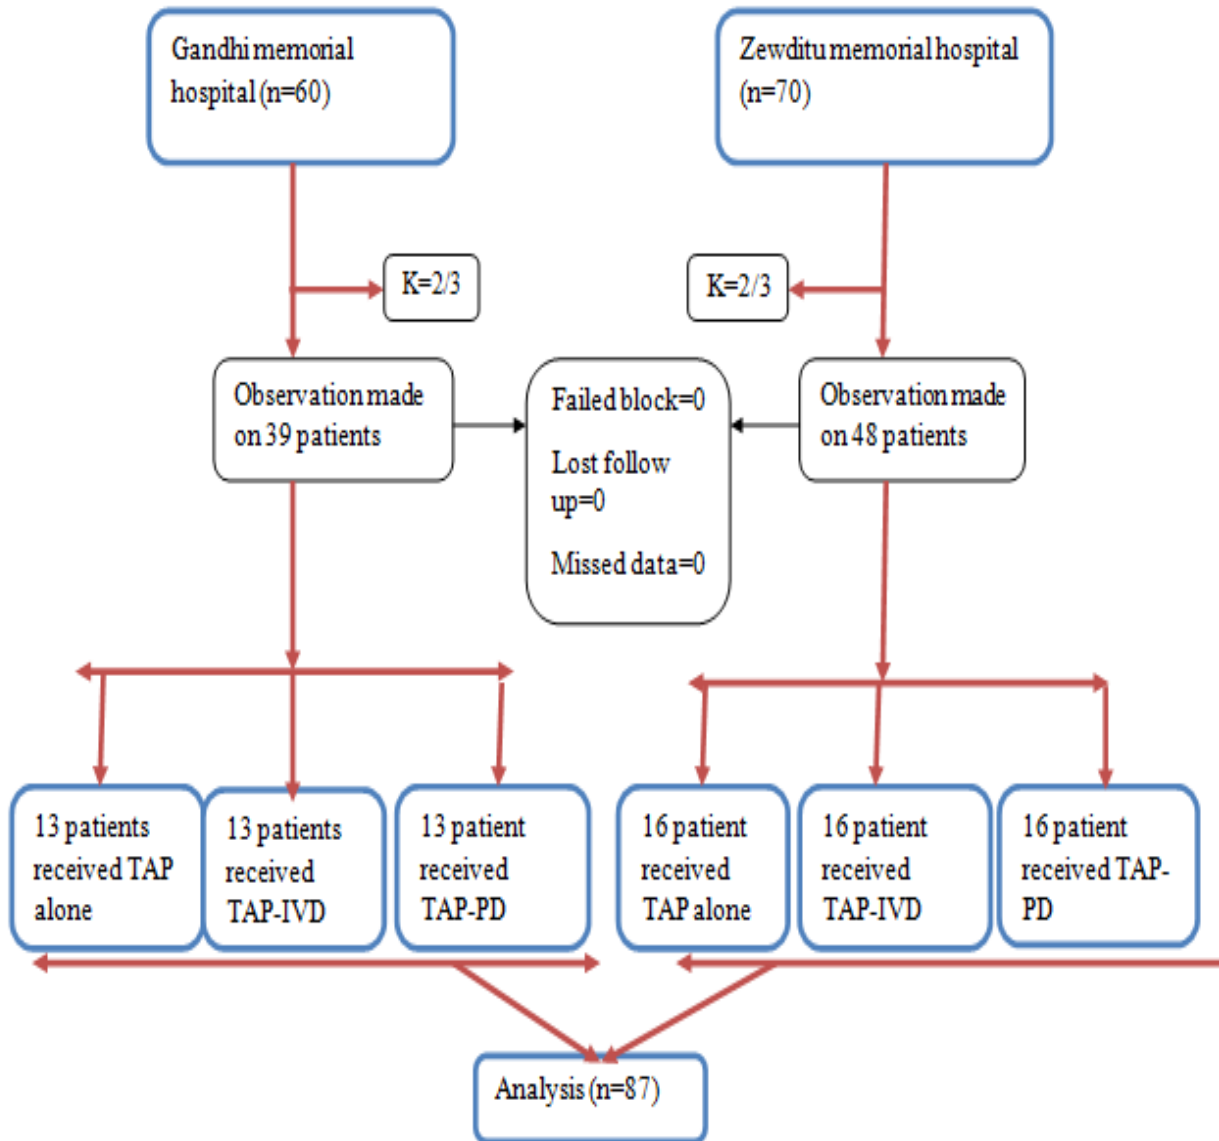 Gandhi memorial
hospital (n=60)
Zewditu memorial hospital
(n=70)
K=2/3
K=2/3
Observation made
on 39 patients
Failed block=0
Lost follow
up=0
Missed data=0
Observation made
on 48 patients
13 patients
received TAP
alone
13 patients
received
TAP-IVD
13 patient
received
TAP-PD
16 patient
received
TAP alone
16 patient
received
TAP-IVD
16 patient
received TAP-
PD
Analysis (n=87)